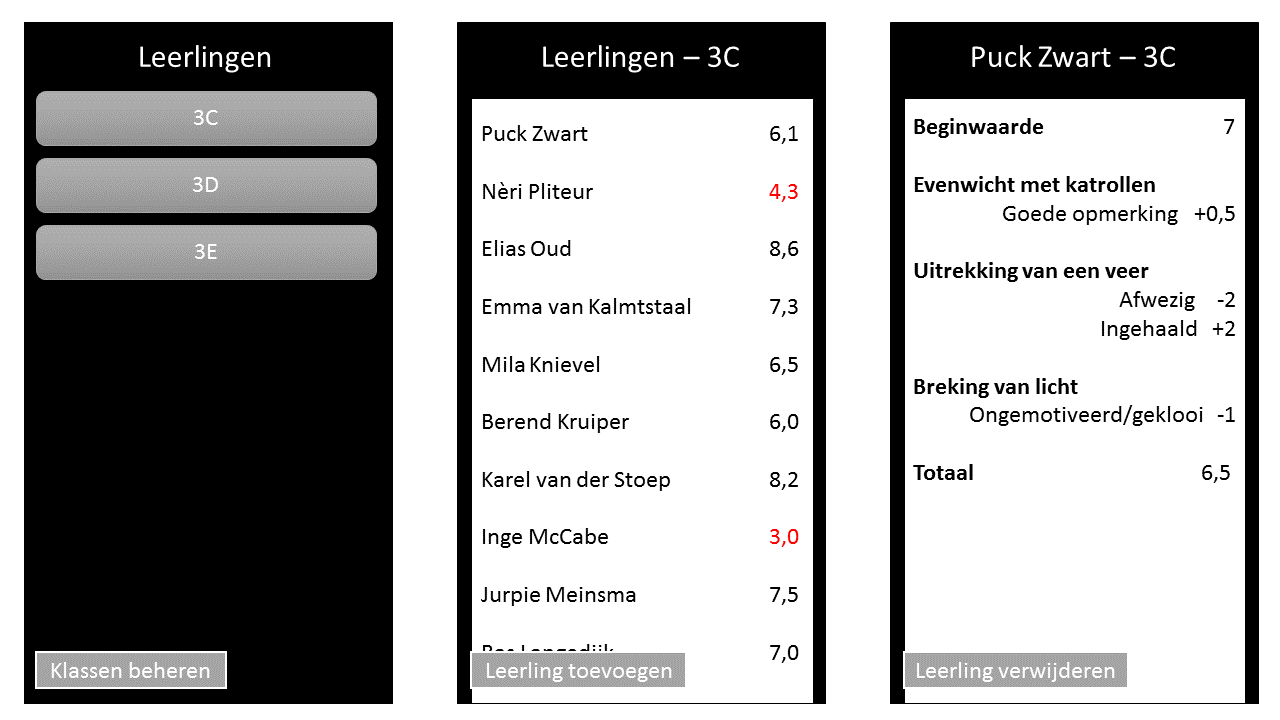 Leerlingen
3C
3D
3E
Klassen beheren
Leerlingen – 3C
Puck Zwart 6,1
Nèri Pliteur 4,3
Elias Oud 8,6
Emma van Kalmtstaal 7,3
Mila Knievel 6,5
Berend Kruiper 6,0
Karel van der Stoep 8,2
Inge McCabe 3,0
Jurpie Meinsma 7,5
7,0
Leerling toevoegen
Puck Zwart – 3C
Beginwaarde 7
Evenwicht met katrollen
Goede opmerking +0,5
Uitrekking van een veer
Afwezig -2
Ingehaald +2
Breking van licht
Ongemotiveerd/geklooi -1
Totaal 6,5
Leerling verwijderen